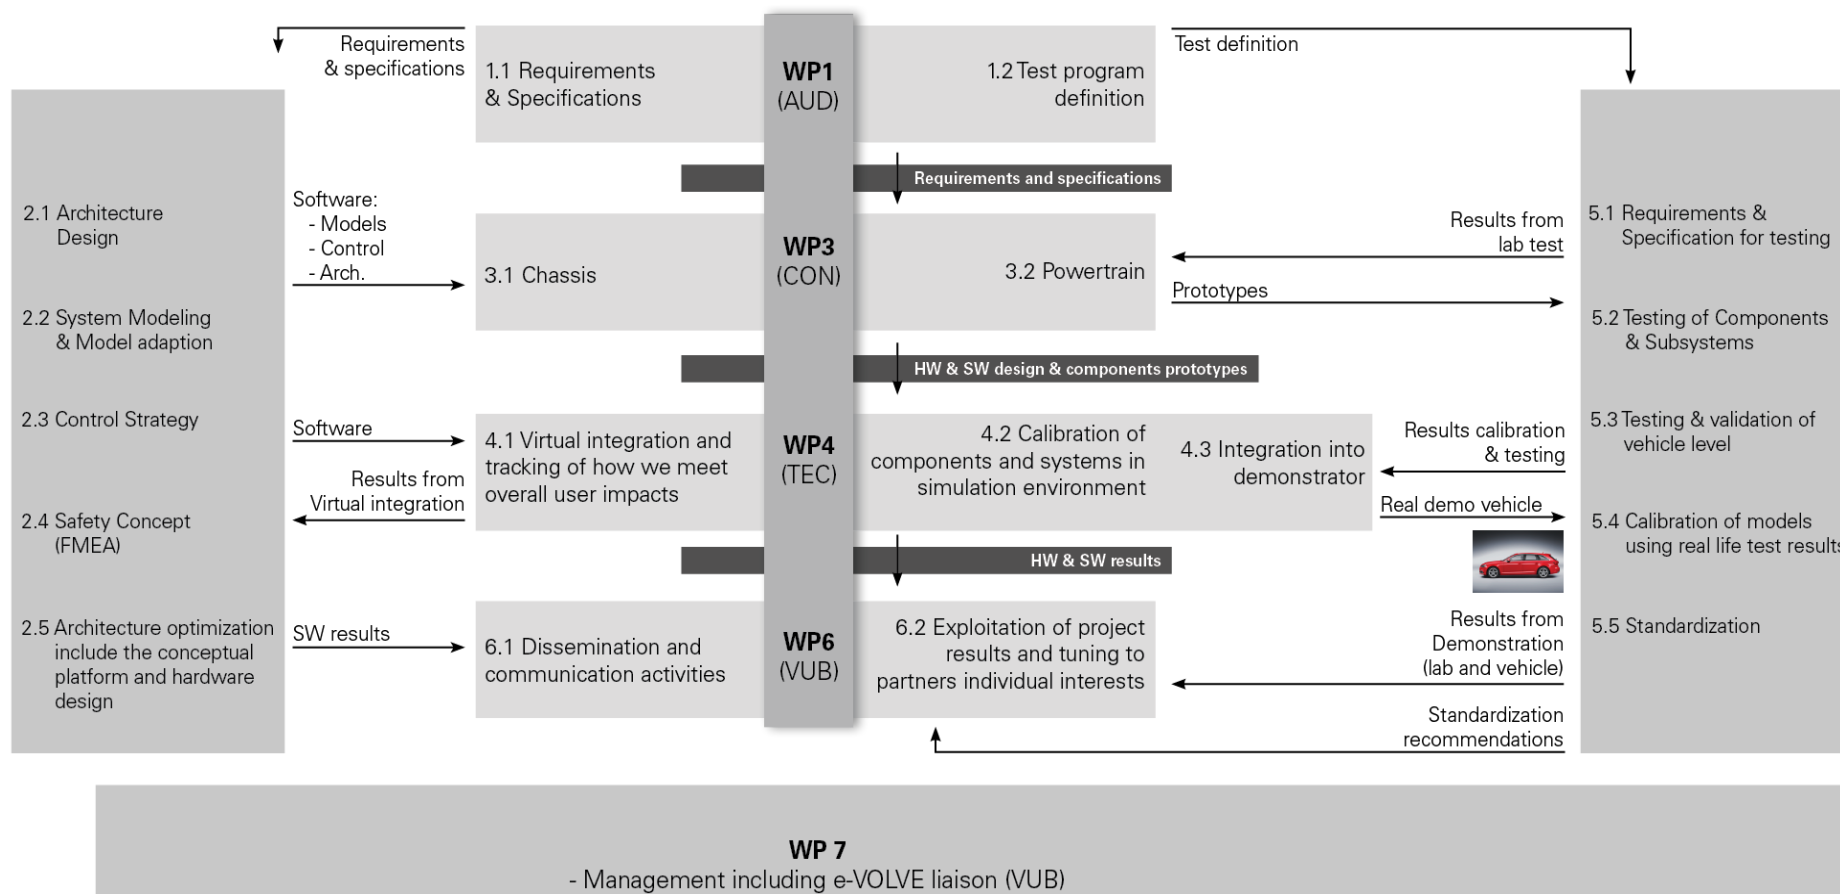 Requirements
& specifications
1.1 Requirements
& Specifications
WP1
(AUD)
1.2 Test program
definition
Test definition
Requirements and specifications
2.1 Architecture
Design
2.2 System Modeling
& Model adaption
2.3 Control Strategy
2.4 Safety Concept
(FMEA)
2.5 Architecture optimization
include the conceptual
platform and hardware
design
Software:
- Models
- Control
- Arch.
3.1 Chassis
WP3
(CON)
3.2 Powertrain
Results from
lab test
Prototypes
HW & SW design & components prototypes
Software
Results from
Virtual integration
4.1 Virtual integration and
tracking of how we meet
overall user impacts
WP4
(TEC)
4.2 Calibration of
components and systems in
simulation environment
4.3 Integration into
demonstrator
Results calibration
& testing
Real demo vehicle
HW & SW results
SW results
6.1 Dissemination and
communication activities
WP6
(VUB)
6.2 Exploitation of project
results and tuning to
partners individual interests
Results from
Demonstration
(lab and vehicle)
Standardization
recommendations
5.1 Requirements &
Specification for testing
5.2 Testing of Components
& Subsystems
5.3 Testing & validation of
vehicle level
5.4 Calibration of models
using real life test results
5.5 Standardization
WP 7
- Management including e-VOLVE liaison (VUB)